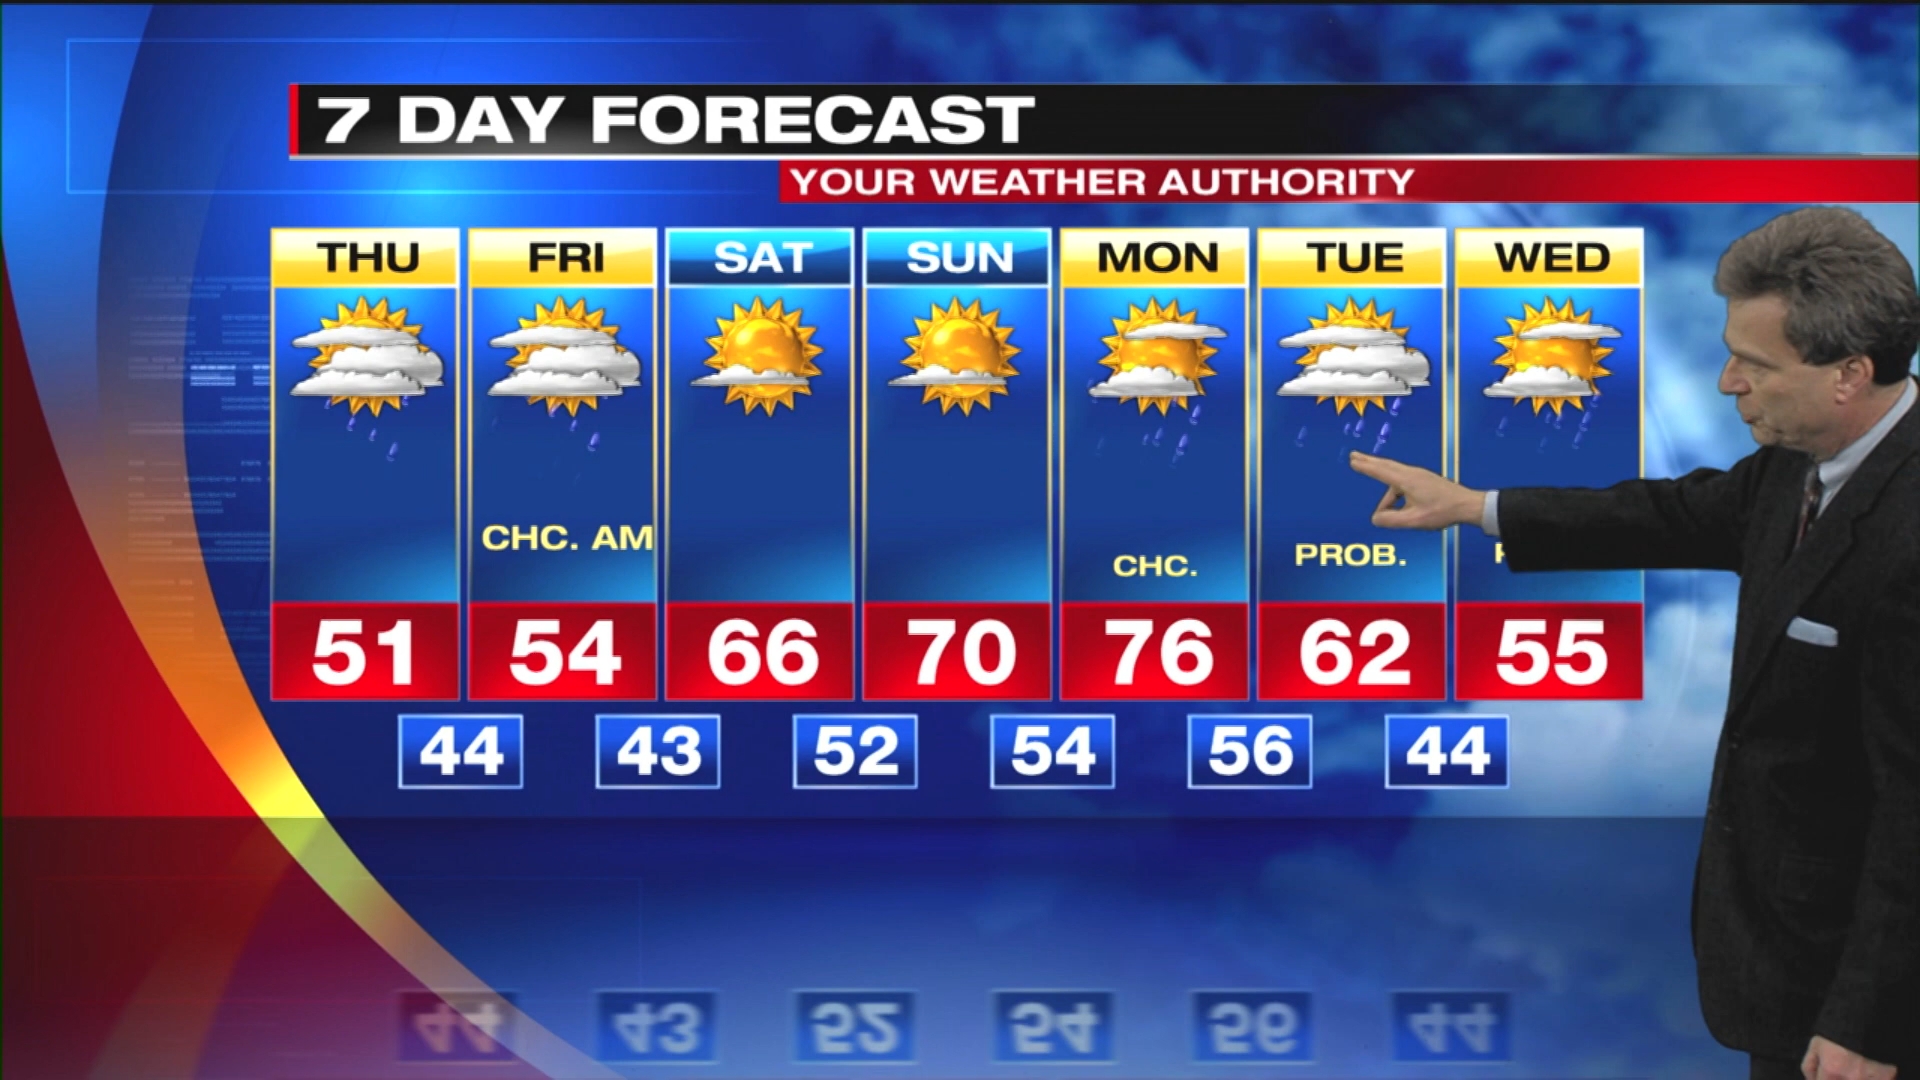 7 DAY FORECAST
YOUR WEATHER AUTHORITY
THU FRI SAT SUN MON TUE WED
CHC. AM
CHC.
PROB.
51 54 66 70 76 62 55
44 43 52 54 56 44